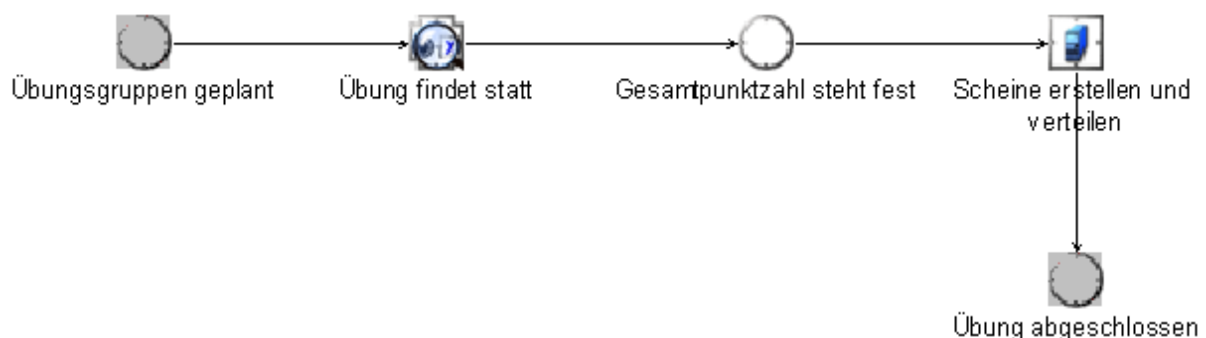 Übungsgruppen geplant
Übung findet statt
Gesamtpunktzahl steht fest
Scheine erstellen und
verteilen
Übung abgeschlossen